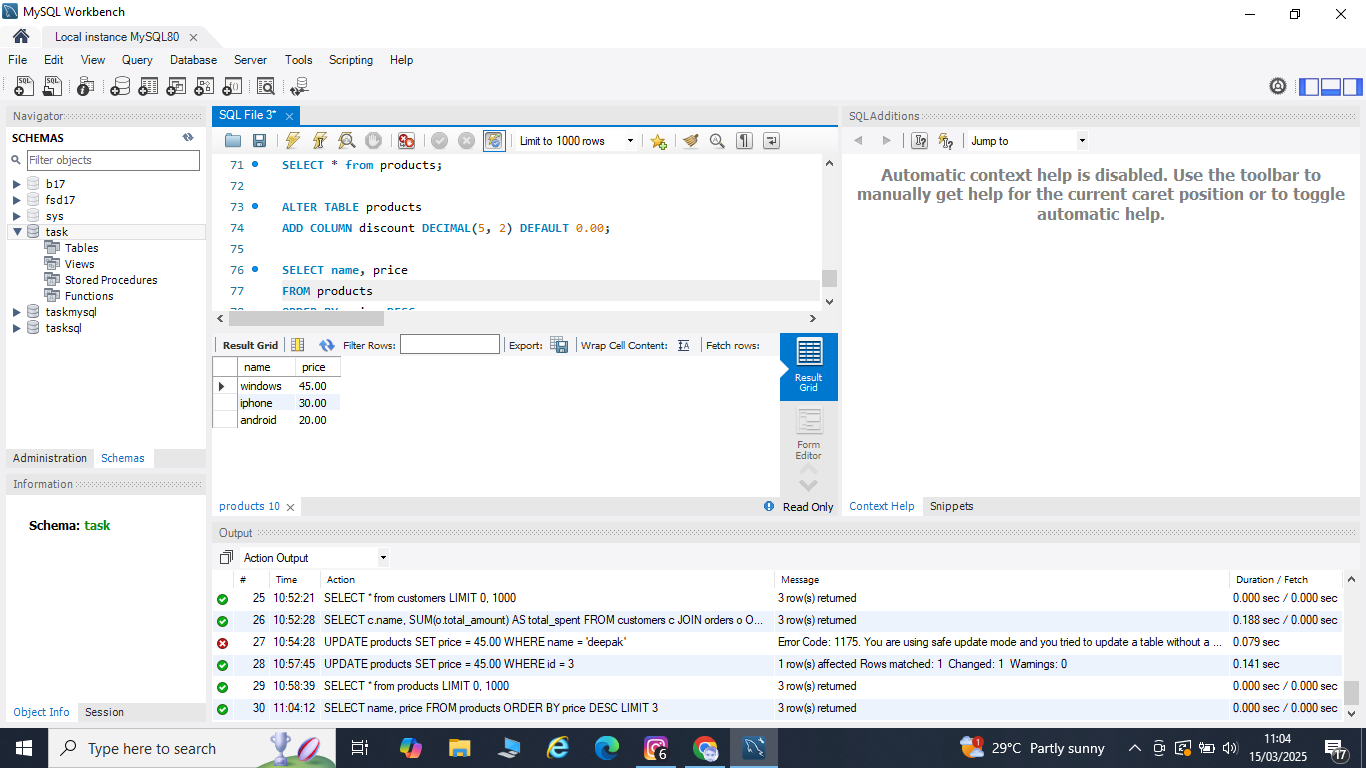 MySQL Workbench
Local instance MySQL80
File Edit View Query Database Server Tools Scripting Help
Navigator
SCHEMAS
Filter objects
b17
fsd17
sys
task
Tables
Views
Stored Procedures
Functions
taskmysql
tasksql
Administration Schemas
Information
Schema: task
Object Info Session
SQL File 3*
Limit to 1000 rows
71 SELECT * from products;
72
73 ALTER TABLE products
74 ADD COLUMN discount DECIMAL(5, 2) DEFAULT 0.00;
75
76 SELECT name, price
77 FROM products
Result Grid Filter Rows: Export: Wrap Cell Content: Fetch rows:
name price
windows 45.00
iphone 30.00
android 20.00
Result Grid
Form Editor
products 10 Read Only
SQLAdditions
Jump to
Automatic context help is disabled. Use the toolbar to
manually get help for the current caret position or to toggle
automatic help.
Context Help Snippets
Output
Action Output
# Time Action Message Duration / Fetch
25 10:52:21 SELECT * from customers LIMIT 0, 1000 3 row(s) returned 0.000 sec / 0.000 sec
26 10:52:28 SELECT c.name, SUM(o.total_amount) AS total_spent FROM customers c JOIN orders o O... 3 row(s) returned 0.188 sec / 0.000 sec
27 10:54:28 UPDATE products SET price = 45.00 WHERE name = 'deepak' Error Code: 1175. You are using safe update mode and you tried to update a table without a ... 0.079 sec
28 10:57:45 UPDATE products SET price = 45.00 WHERE id = 3 1 row(s) affected Rows matched: 1 Changed: 1 Warnings: 0 0.141 sec
29 10:58:39 SELECT * from products LIMIT 0, 1000 3 row(s) returned 0.000 sec / 0.000 sec
30 11:04:12 SELECT name, price FROM products ORDER BY price DESC LIMIT 3 3 row(s) returned 0.000 sec / 0.000 sec
Type here to search
29°C Partly sunny
11:04
15/03/2025
17